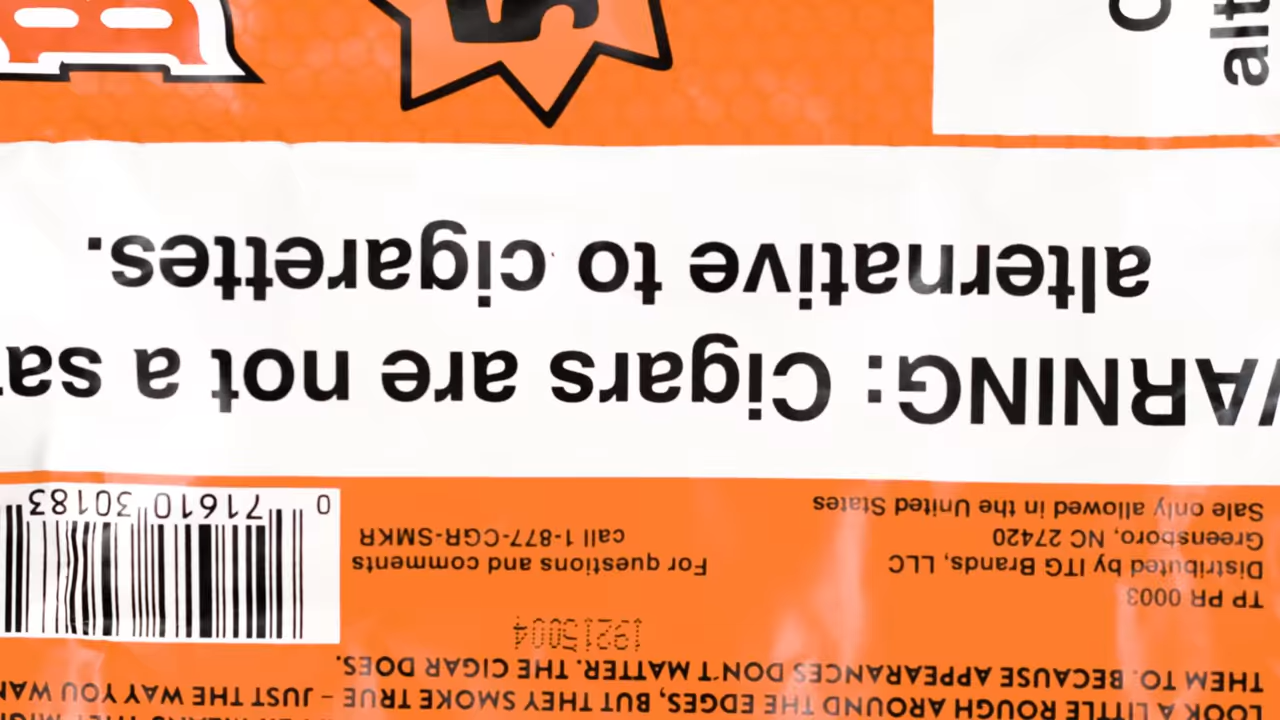 LOOK A LITTLE ROUGH AROUND THE EDGES, BUT THEY SMOKE TRUE – JUST THE WAY YOU
THEM TO. BECAUSE APPEARANCES DON'T MATTER. THE CIGAR DOES.
19215004
TP PR 0003
Distributed by ITG Brands, LLC
Greensboro, NC 27420
Sale only allowed in the United States
For questions and comments
call 1-877-CGR-SMKR
0 71610 30183
WARNING: Cigars are not a
alternative to cigarettes.